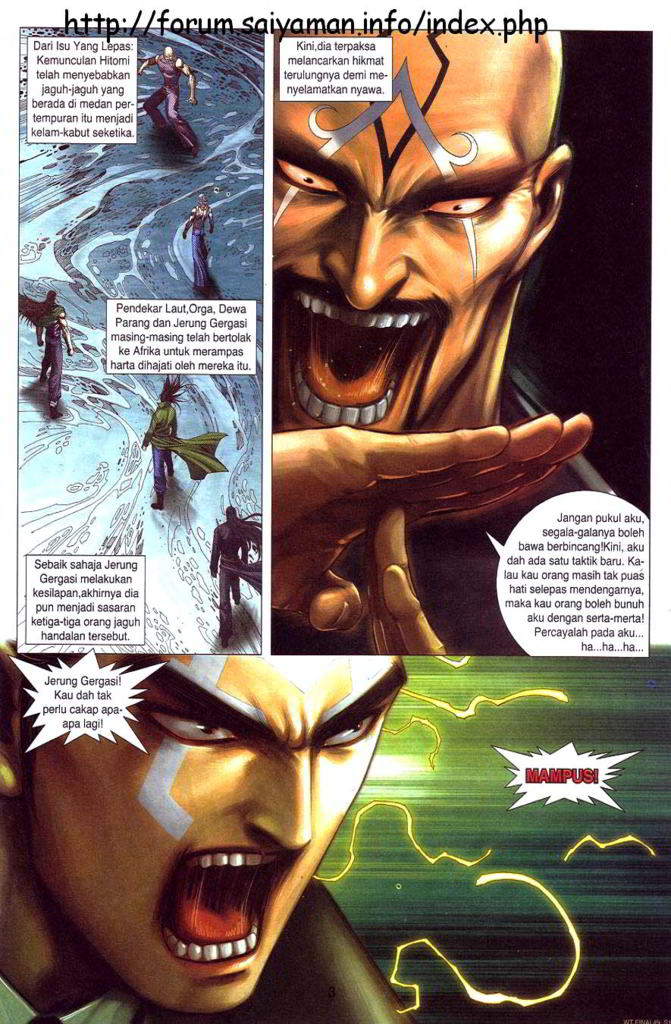 http://forum.saiyaman.info/index.php
Dari Isu Yang Lepas:
Kemunculan Hitomi
telah menyebabkan
jaguh-jaguh yang
berada di medan per-
tempuran itu menjadi
kelam-kabut seketika.
Pendekar Laut,Orga, Dewa
Parang dan Jerung Gergasi
masing-masing telah bertolak
ke Afrika untuk merampas
harta dihajati oleh mereka itu.
Sebaik sahaja Jerung
Gergasi melakukan
kesilapan,akhirnya dia
pun menjadi sasaran
ketiga-tiga orang jaguh
handalan tersebut.
Kini,dia terpaksa
melancarkan hikmat
terulungnya demi me-
nyelamatkan nyawa.
Jangan pukul aku,
segala-galanya boleh
bawa berbincang!Kini, aku
dah ada satu taktik baru. Ka-
lau kau orang masih tak puas
hati selepas mendengarnya,
maka kau orang boleh bunuh
aku dengan serta-merta!
Percayalah pada aku...
ha...ha...ha...
Jerung Gergasi!
Kau dah tak
perlu cakap apa-
apa lagi!
MAMPUS!
3